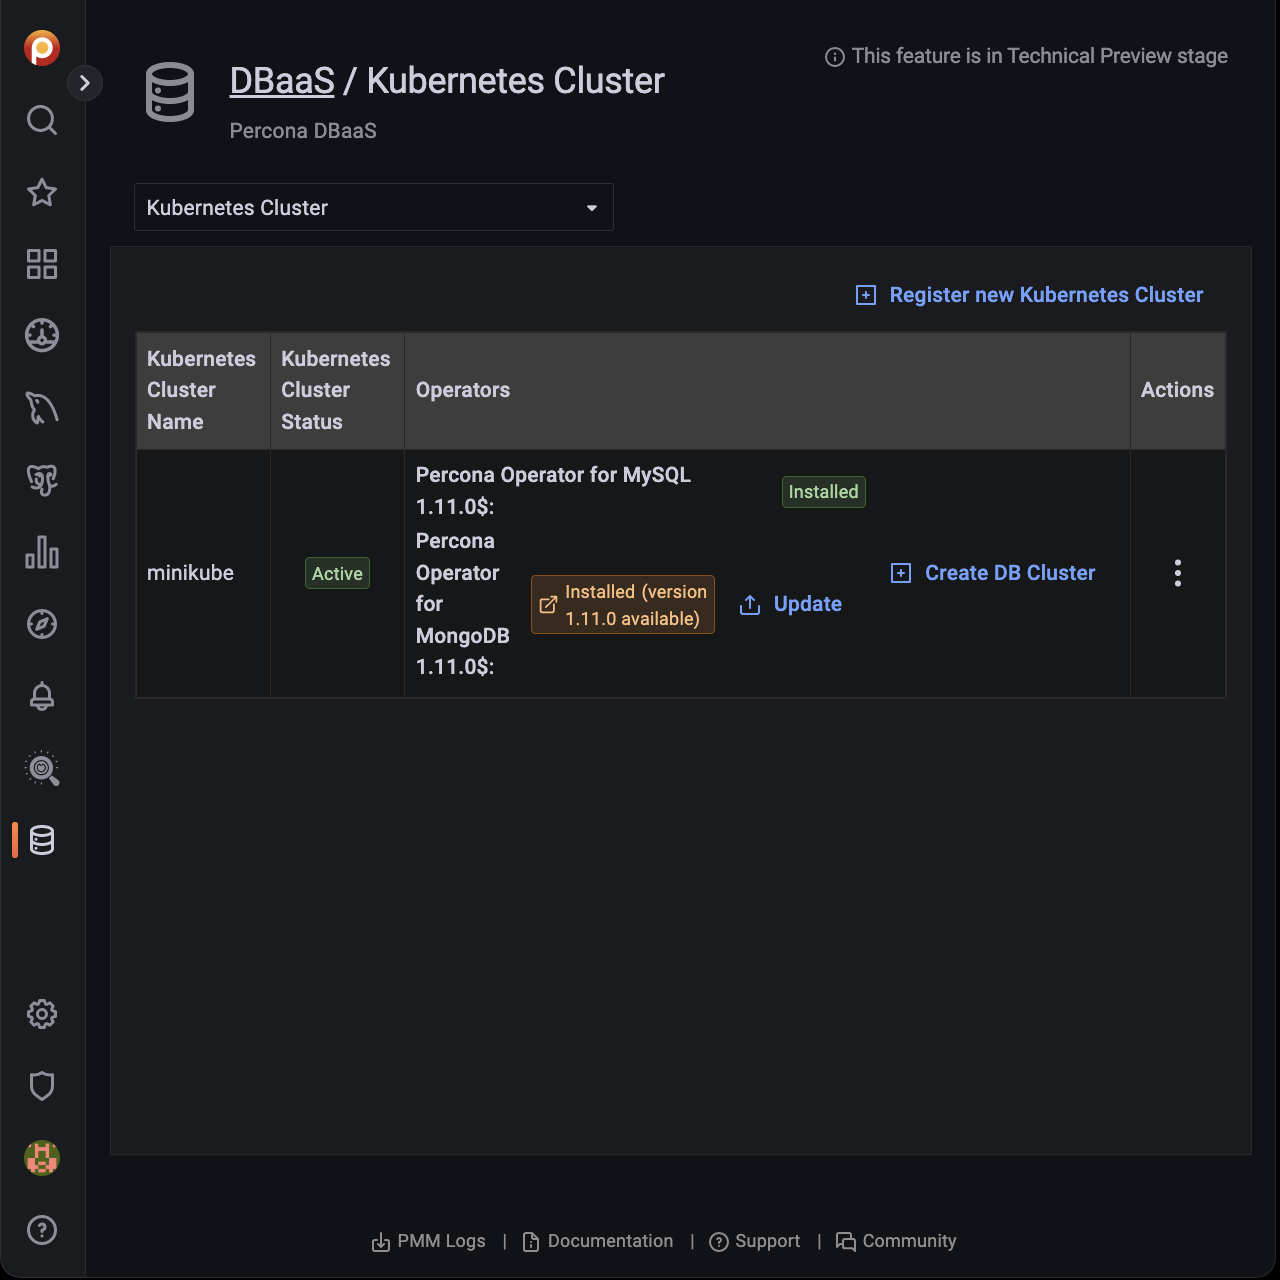 This feature is in Technical Preview stage
DBaaS / Kubernetes Cluster
Percona DBaaS
Kubernetes Cluster
Register new Kubernetes Cluster
Kubernetes
Cluster
Name
Kubernetes
Cluster
Status
Operators
Actions
minikube
Active
Percona Operator for MySQL
1.11.0$:
Installed
Percona
Operator
for
MongoDB
1.11.0$:
Installed (version
1.11.0 available)
Update
Create DB Cluster
PMM Logs | Documentation | Support | Community